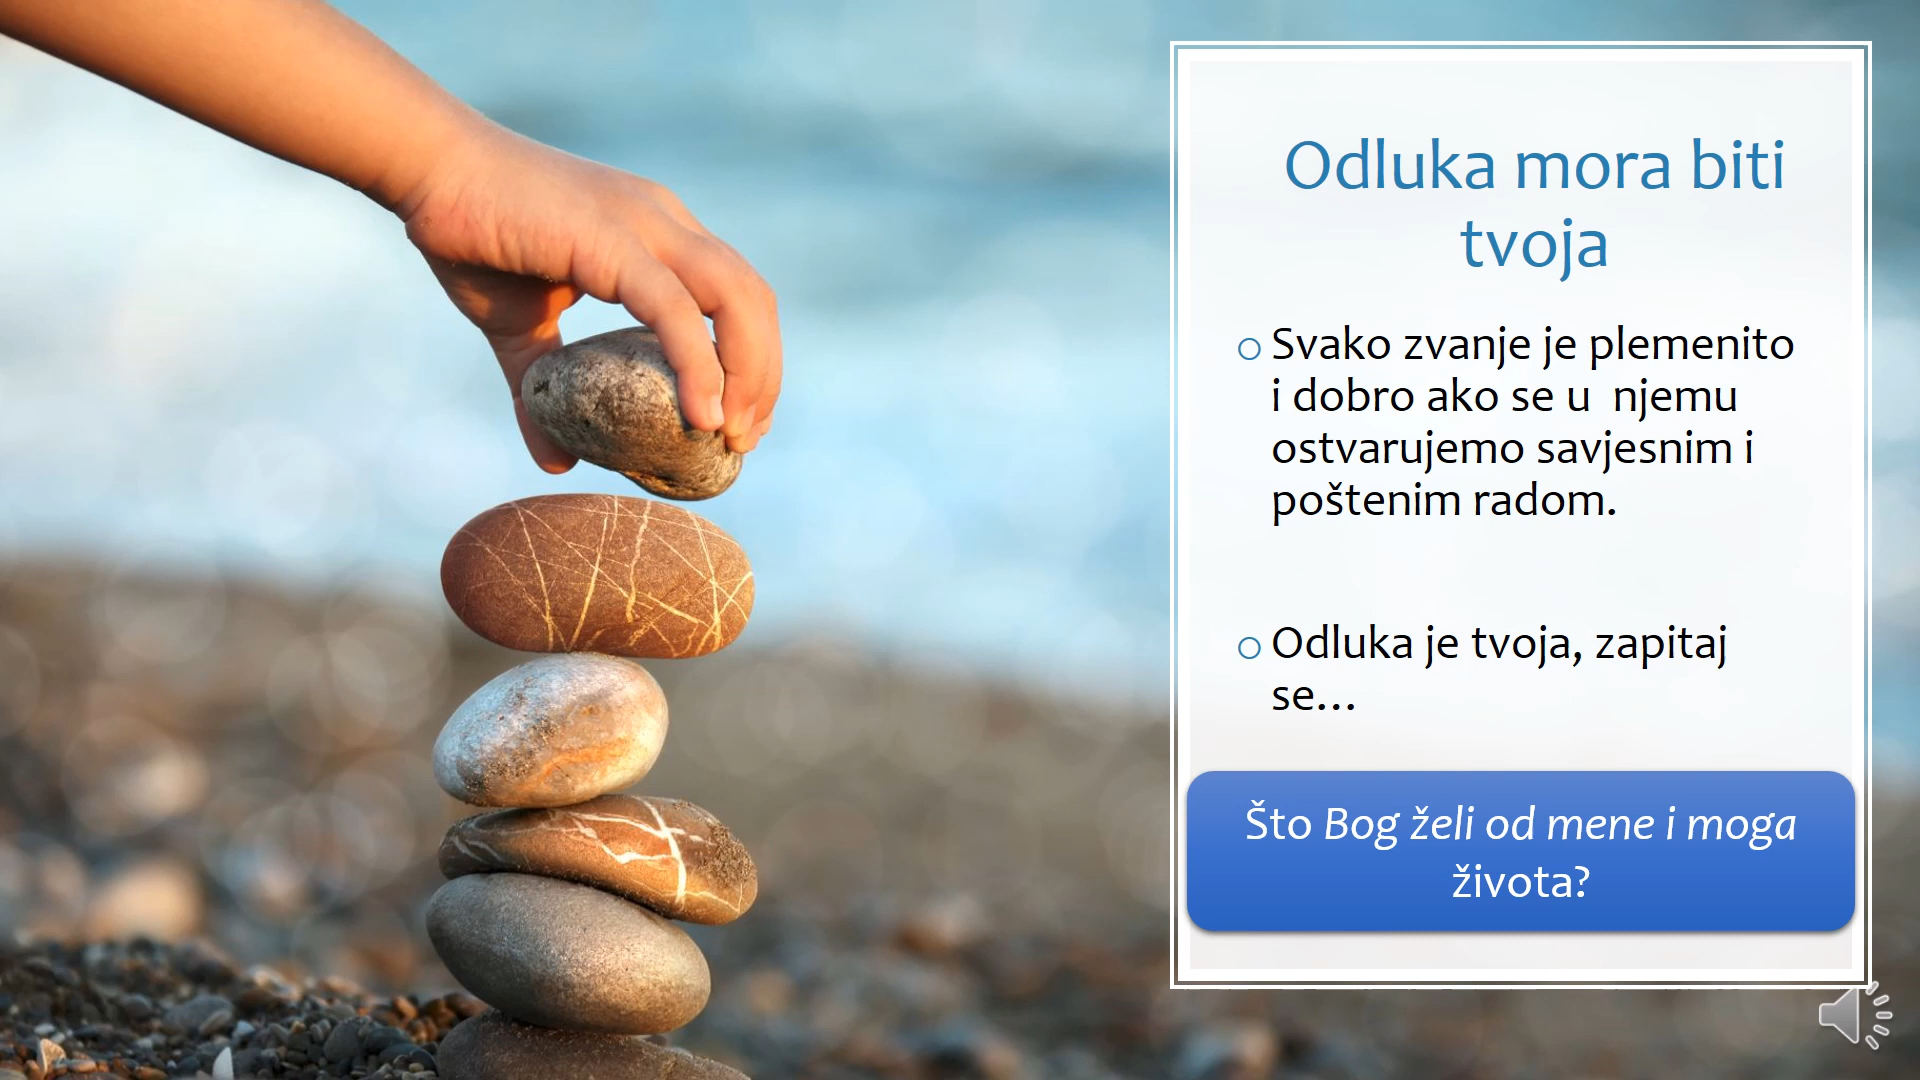 Odluka mora biti
tvoja
Svako zvanje je plemenito
i dobro ako se u  njemu
ostvarujemo savjesnim i
poštenim radom.
Odluka je tvoja, zapitaj
se…
Što Bog želi od mene i moga
života?